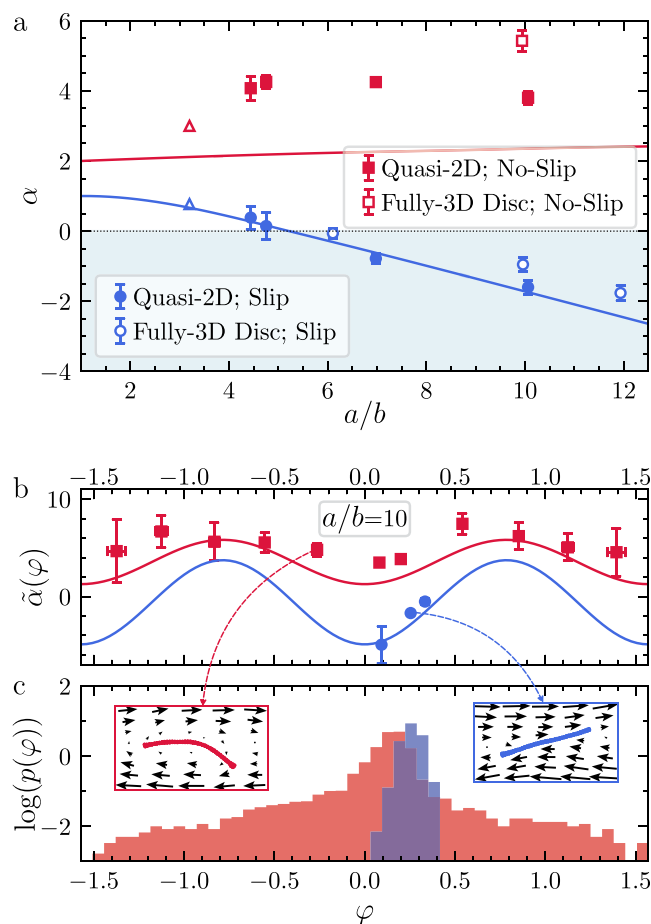 a
6
4
2
0
−2
−4
α
Quasi-2D; No-Slip
Fully-3D Disc; No-Slip
Quasi-2D; Slip
Fully-3D Disc; Slip
2 4 6 8 10 12
a/b
−1.5 −1.0 −0.5 0.0 0.5 1.0 1.5
b
10
0
α̃(φ)
a/b=10
c
2
0
−2
log(p(φ))
−1.5 −1.0 −0.5 0.0 0.5 1.0 1.5
φ